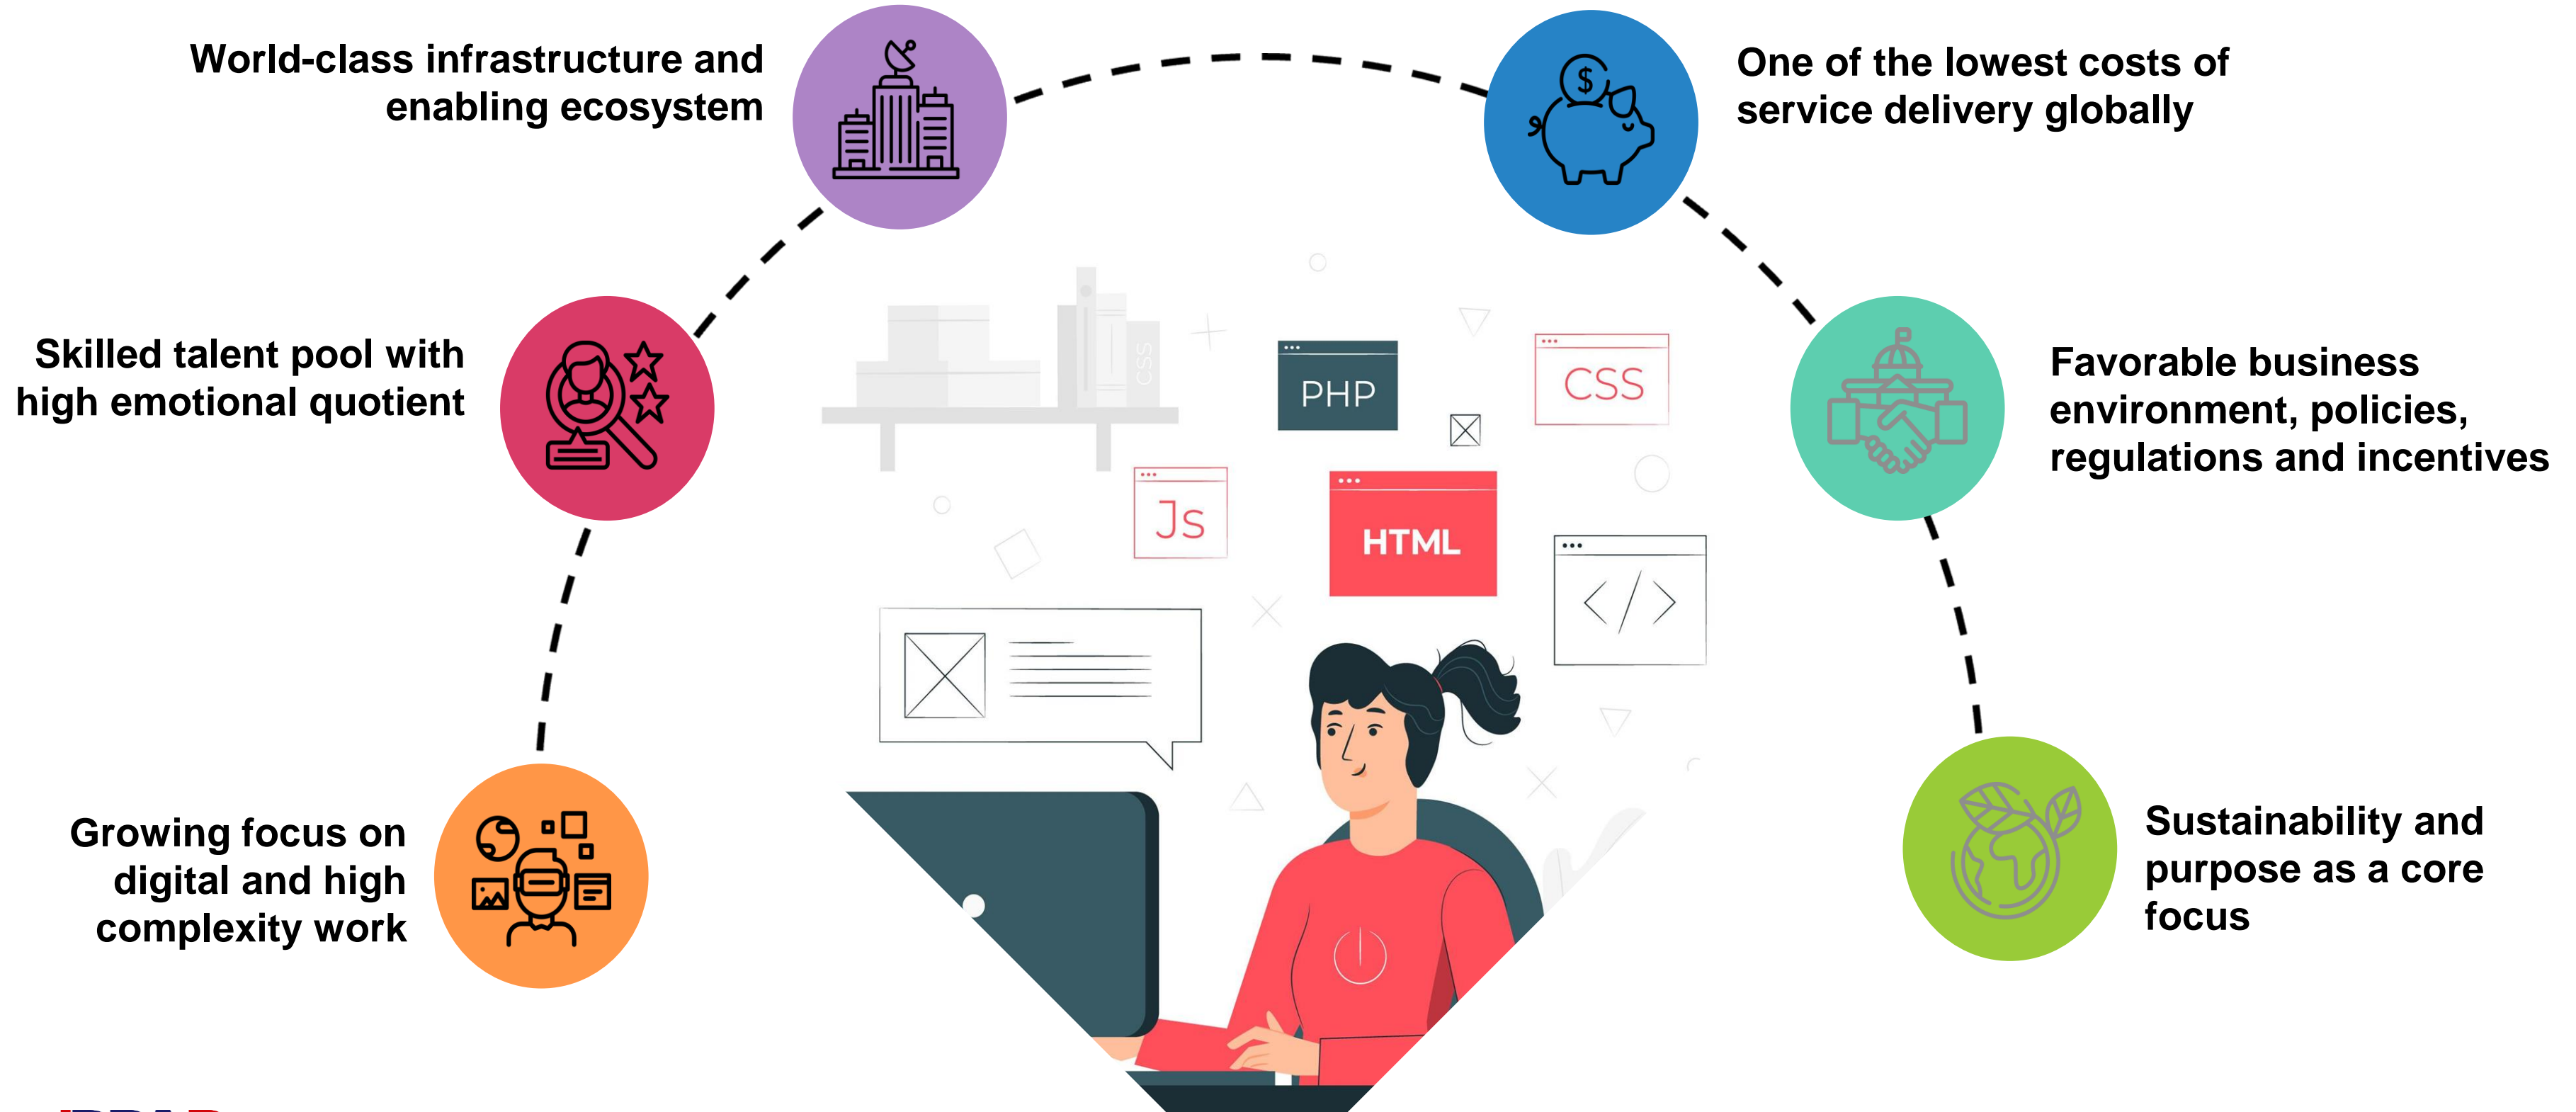 World-class infrastructure and
enabling ecosystem
One of the lowest costs of
service delivery globally
Skilled talent pool with
high emotional quotient
Favorable business
environment, policies,
regulations and incentives
Growing focus on
digital and high
complexity work
Sustainability and
purpose as a core
focus
CSS
PHP
CSS
Js
HTML
</>
$